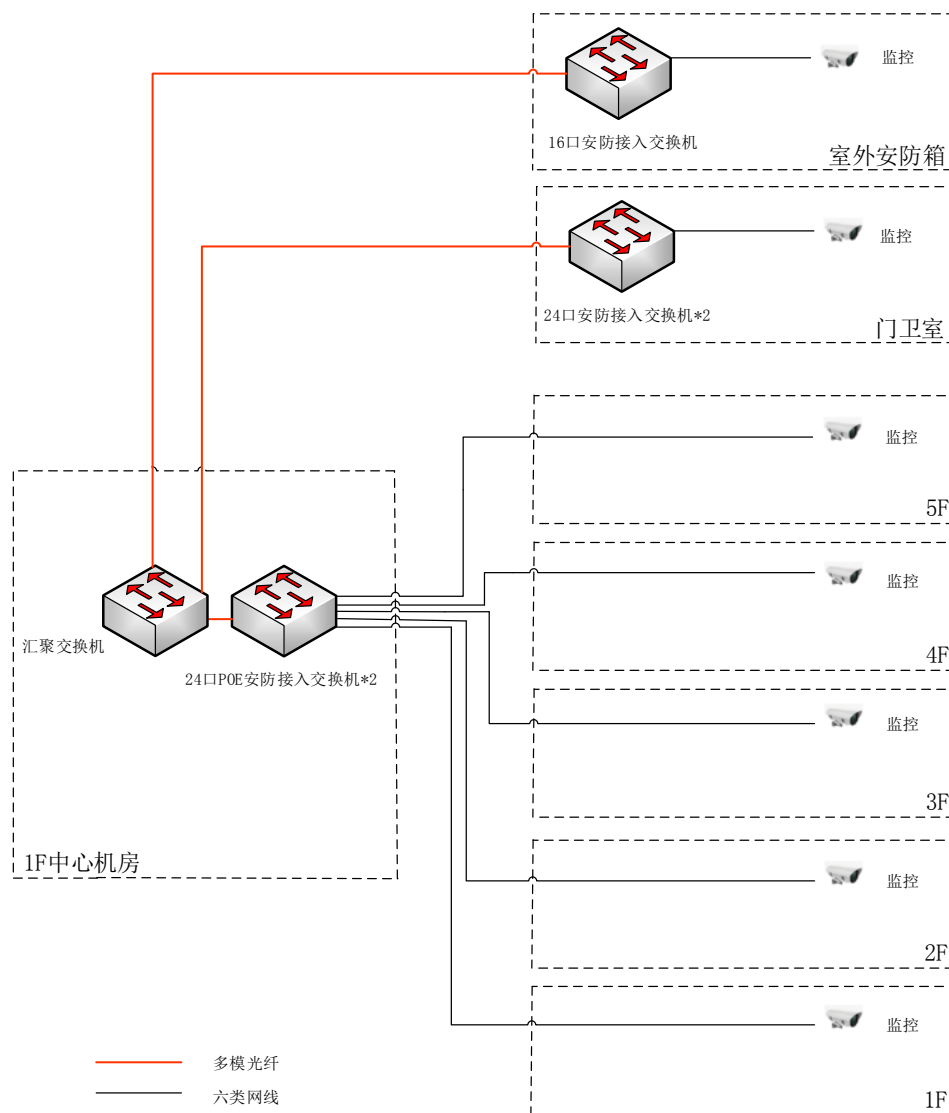 监控
16口安防接入交换机
室外安防箱
监控
24口安防接入交换机*2
门卫室
监控
5F
监控
4F
汇聚交换机
24口POE安防接入交换机*2
监控
3F
1F中心机房
监控
2F
监控
多模光纤
六类网线
1F